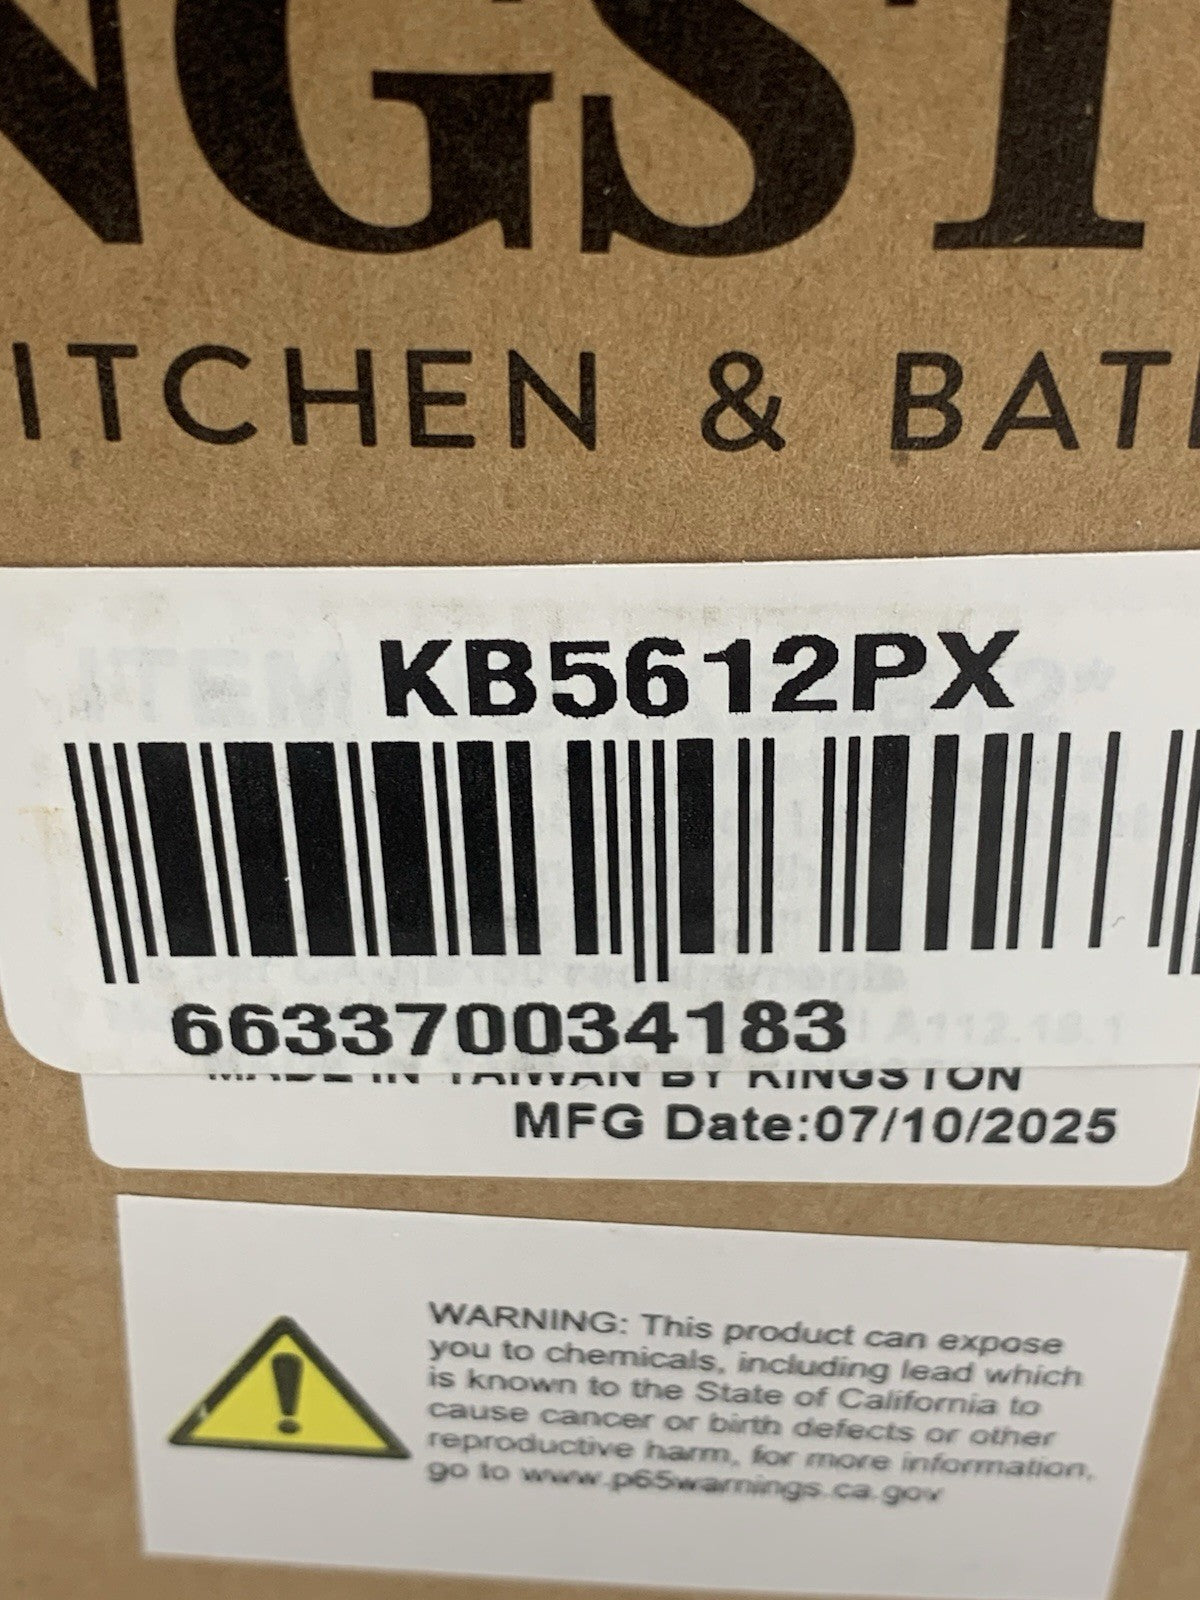 NGST
ITCHEN & BATH
KB5612PX
663370034183
MADE IN TAIWAN BY KINGSTON
MFG Date:07/10/2025
WARNING: This product can expose
you to chemicals, including lead which
is known to the State of California to
cause cancer or birth defects or other
reproductive harm, for more information,
go to www.p65warnings.ca.gov